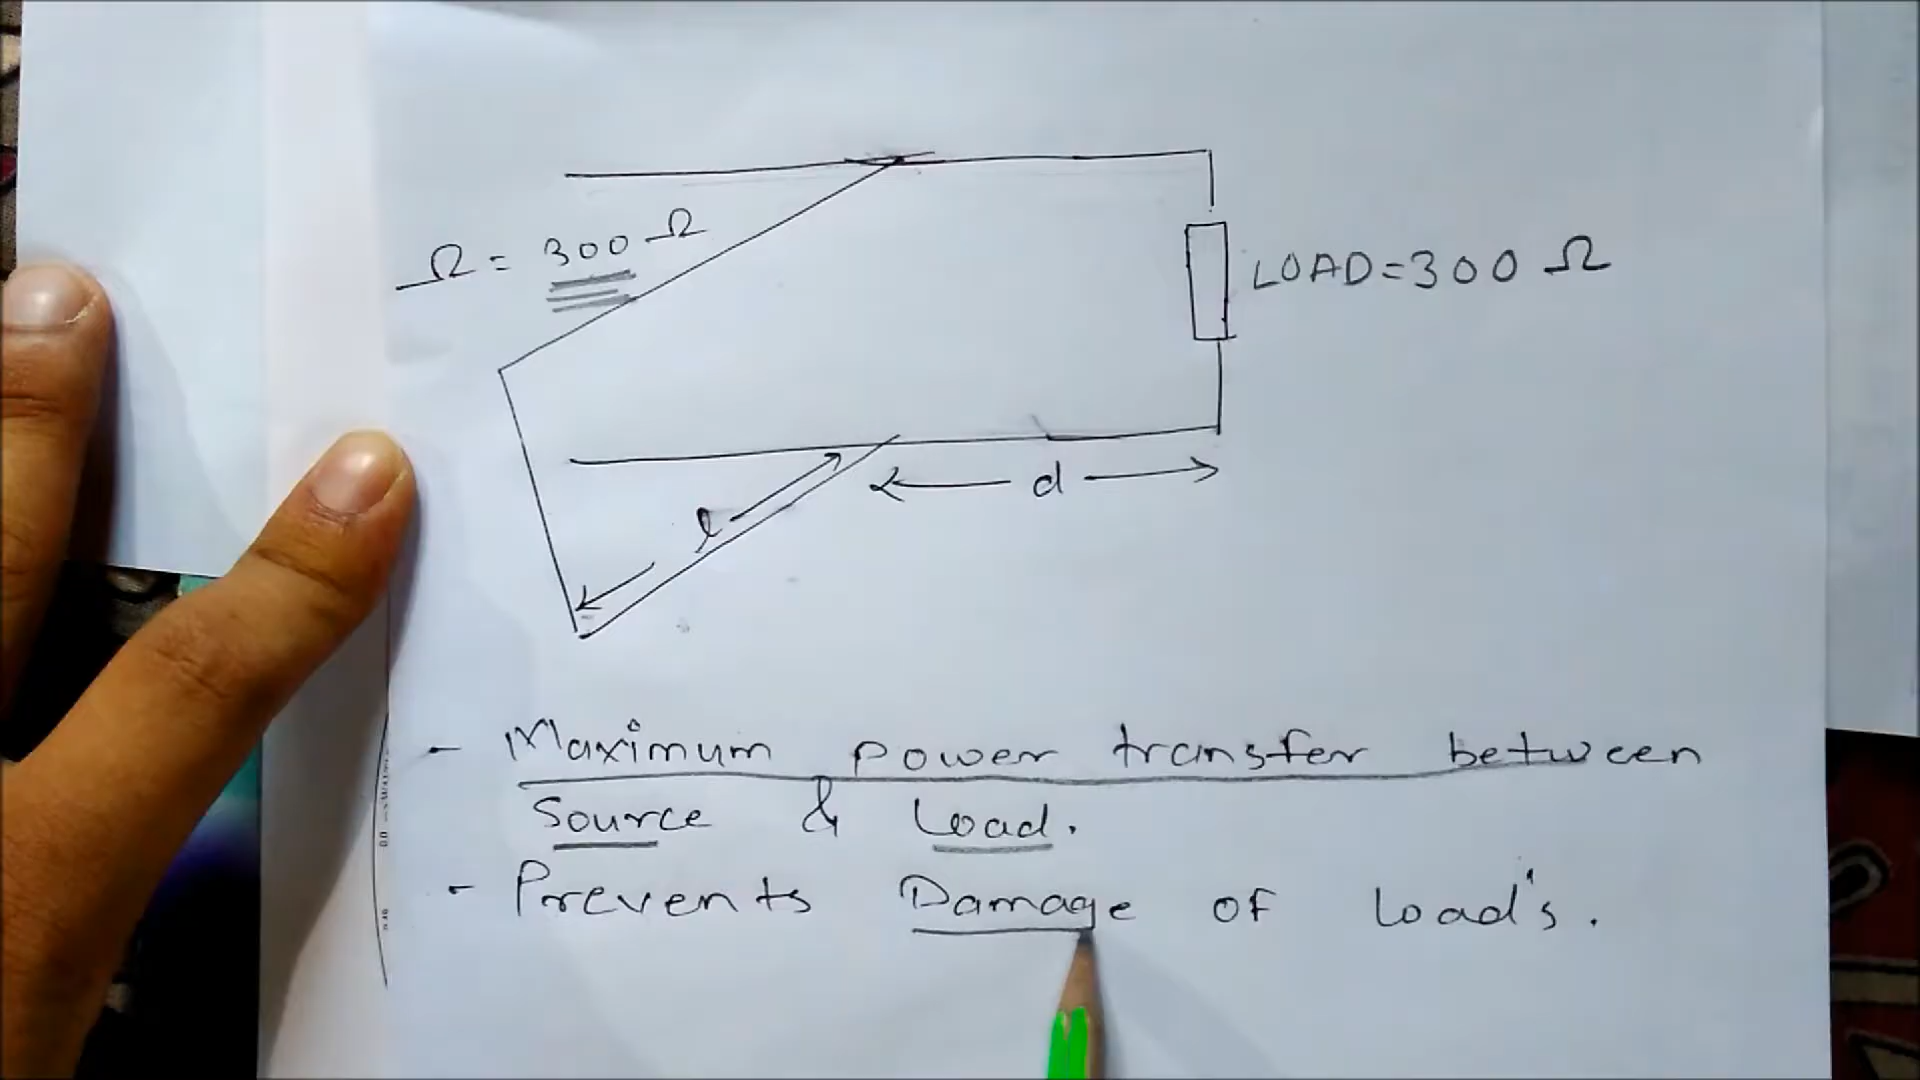 Ω = 300 Ω
LOAD=300 Ω
d
l
- Maximum power transfer between
Source & Load.
- Prevents Damage of Load's.